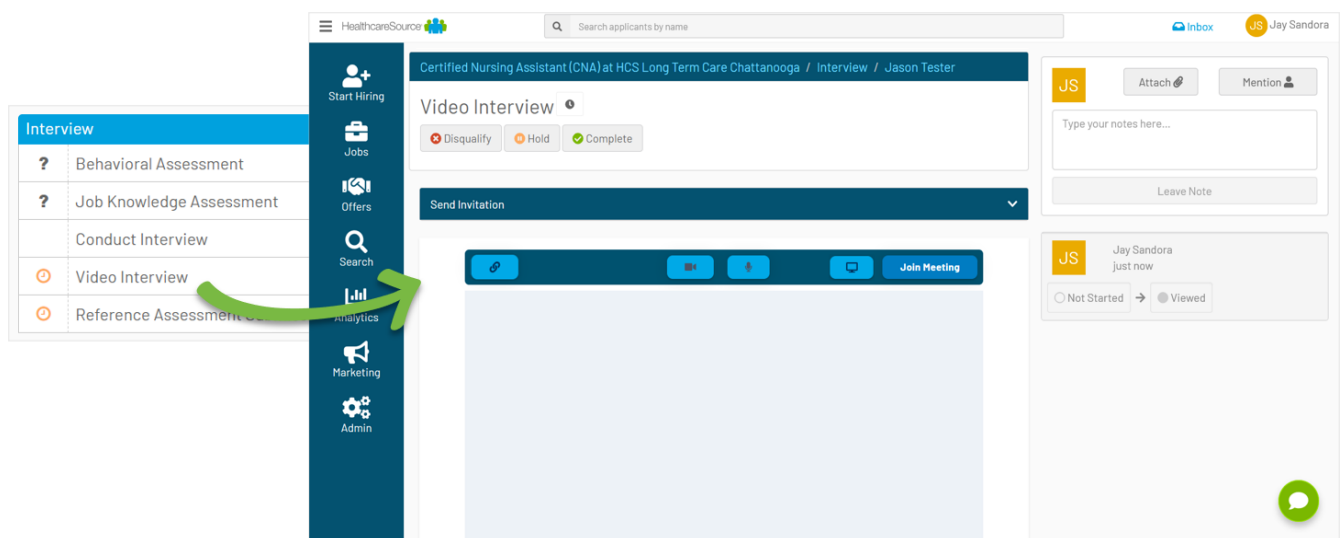 HealthcareSource
Search applicants by name
Inbox
JS
Jay Sandora
Interview
? Behavioral Assessment
? Job Knowledge Assessment
Conduct Interview
Video Interview
Reference Assessment
Start Hiring
Jobs
Offers
Search
Analytics
Marketing
Admin
Certified Nursing Assistant (CNA) at HCS Long Term Care Chattanooga / Interview / Jason Tester
Video Interview
Disqualify Hold Complete
Send Invitation
Join Meeting
JS Attach Mention
Type your notes here...
Leave Note
JS
Jay Sandora
just now
Not Started → Viewed